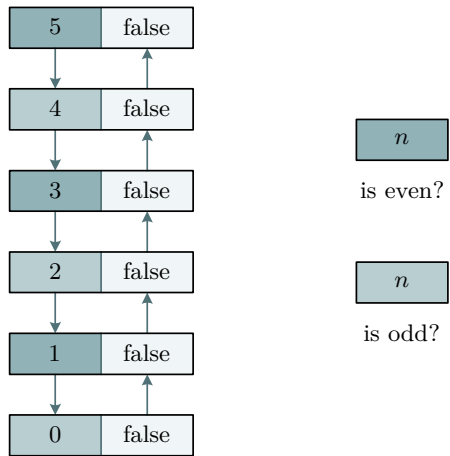 5 false
4 false
3 false
2 false
1 false
0 false
n
is even?
n
is odd?